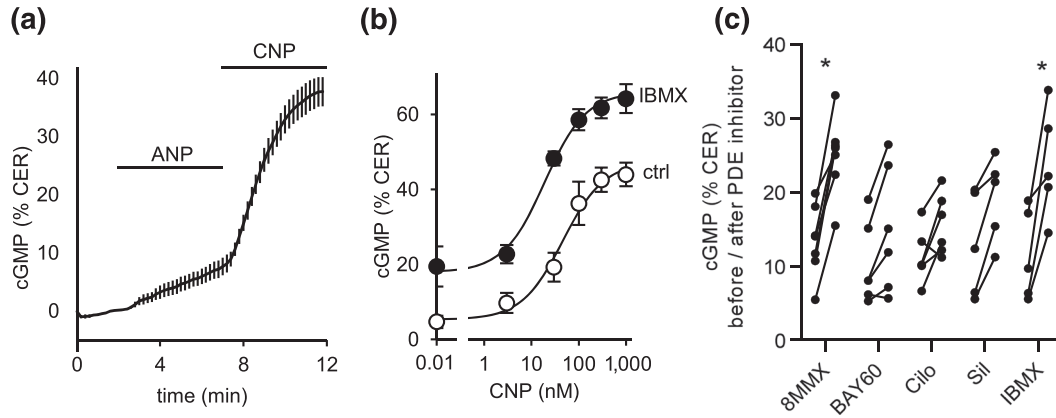 (a)
CNP
ANP
40
30
20
10
0
cGMP (% CER)
0
4
8
12
time (min)
(b)
IBMX
ctrl
60
40
20
0
cGMP (% CER)
0.01
1
10
100
1,000
CNP (nM)
(c)
*
*
40
30
20
10
0
cGMP (% CER)
before / after PDE inhibitor
8MMX
BAY60
Cilo
Sil
IBMX